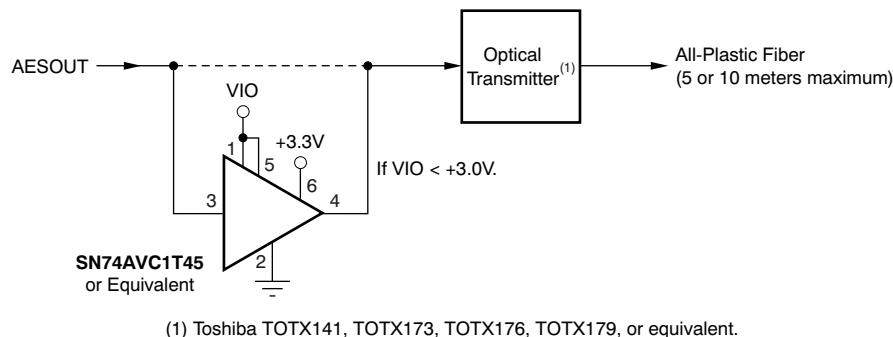 AESOUT
Optical
Transmitter(1)
All-Plastic Fiber
(5 or 10 meters maximum)
VIO
+3.3V
1
5
6
If VIO < +3.0V.
3
4
2
SN74AVC1T45
or Equivalent
(1) Toshiba TOTX141, TOTX173, TOTX176, TOTX179, or equivalent.